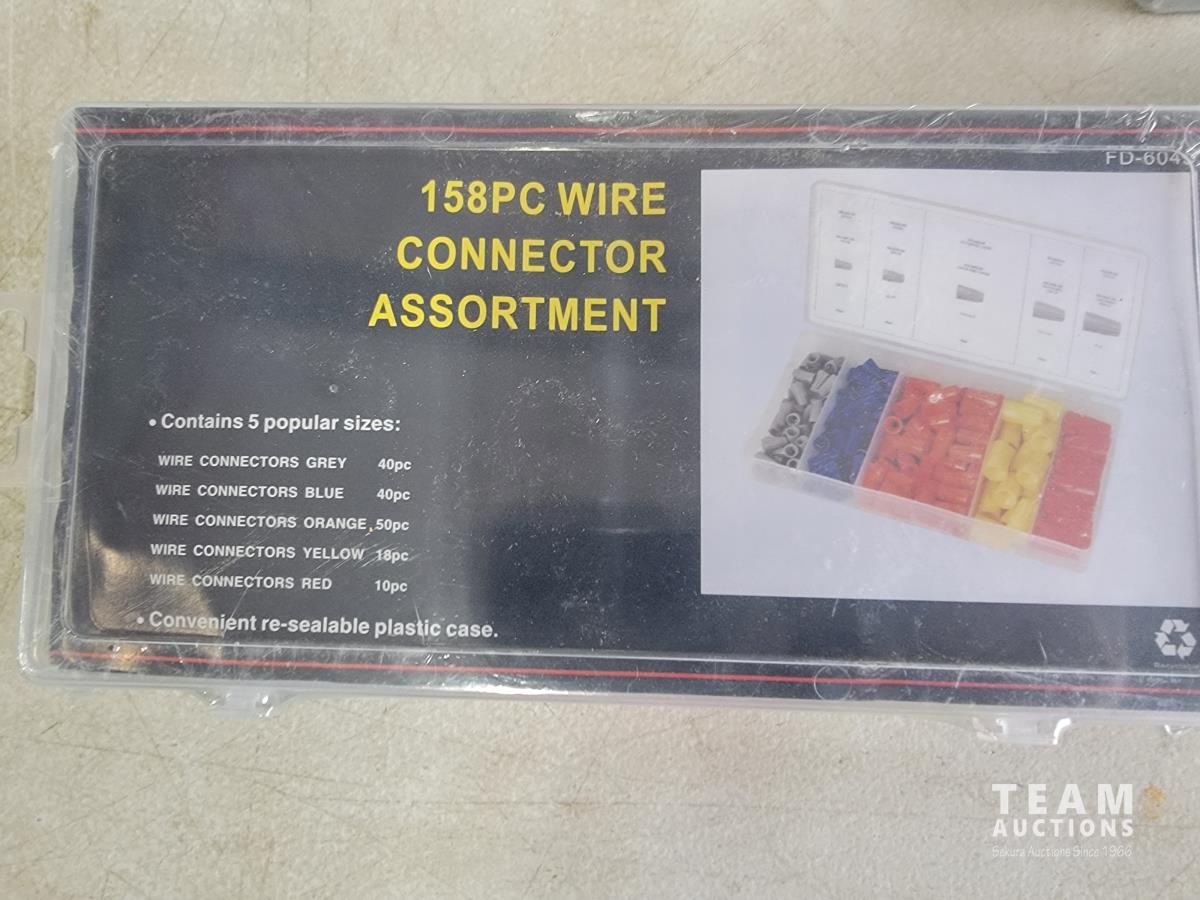 158PC WIRE
CONNECTOR
ASSORTMENT
• Contains 5 popular sizes:
WIRE CONNECTORS GREY 40pc
WIRE CONNECTORS BLUE 40pc
WIRE CONNECTORS ORANGE 50pc
WIRE CONNECTORS YELLOW 18pc
WIRE CONNECTORS RED 10pc
• Convenient re-sealable plastic case.
TEAM
AUCTIONS
Sekura Auctions Since 1966